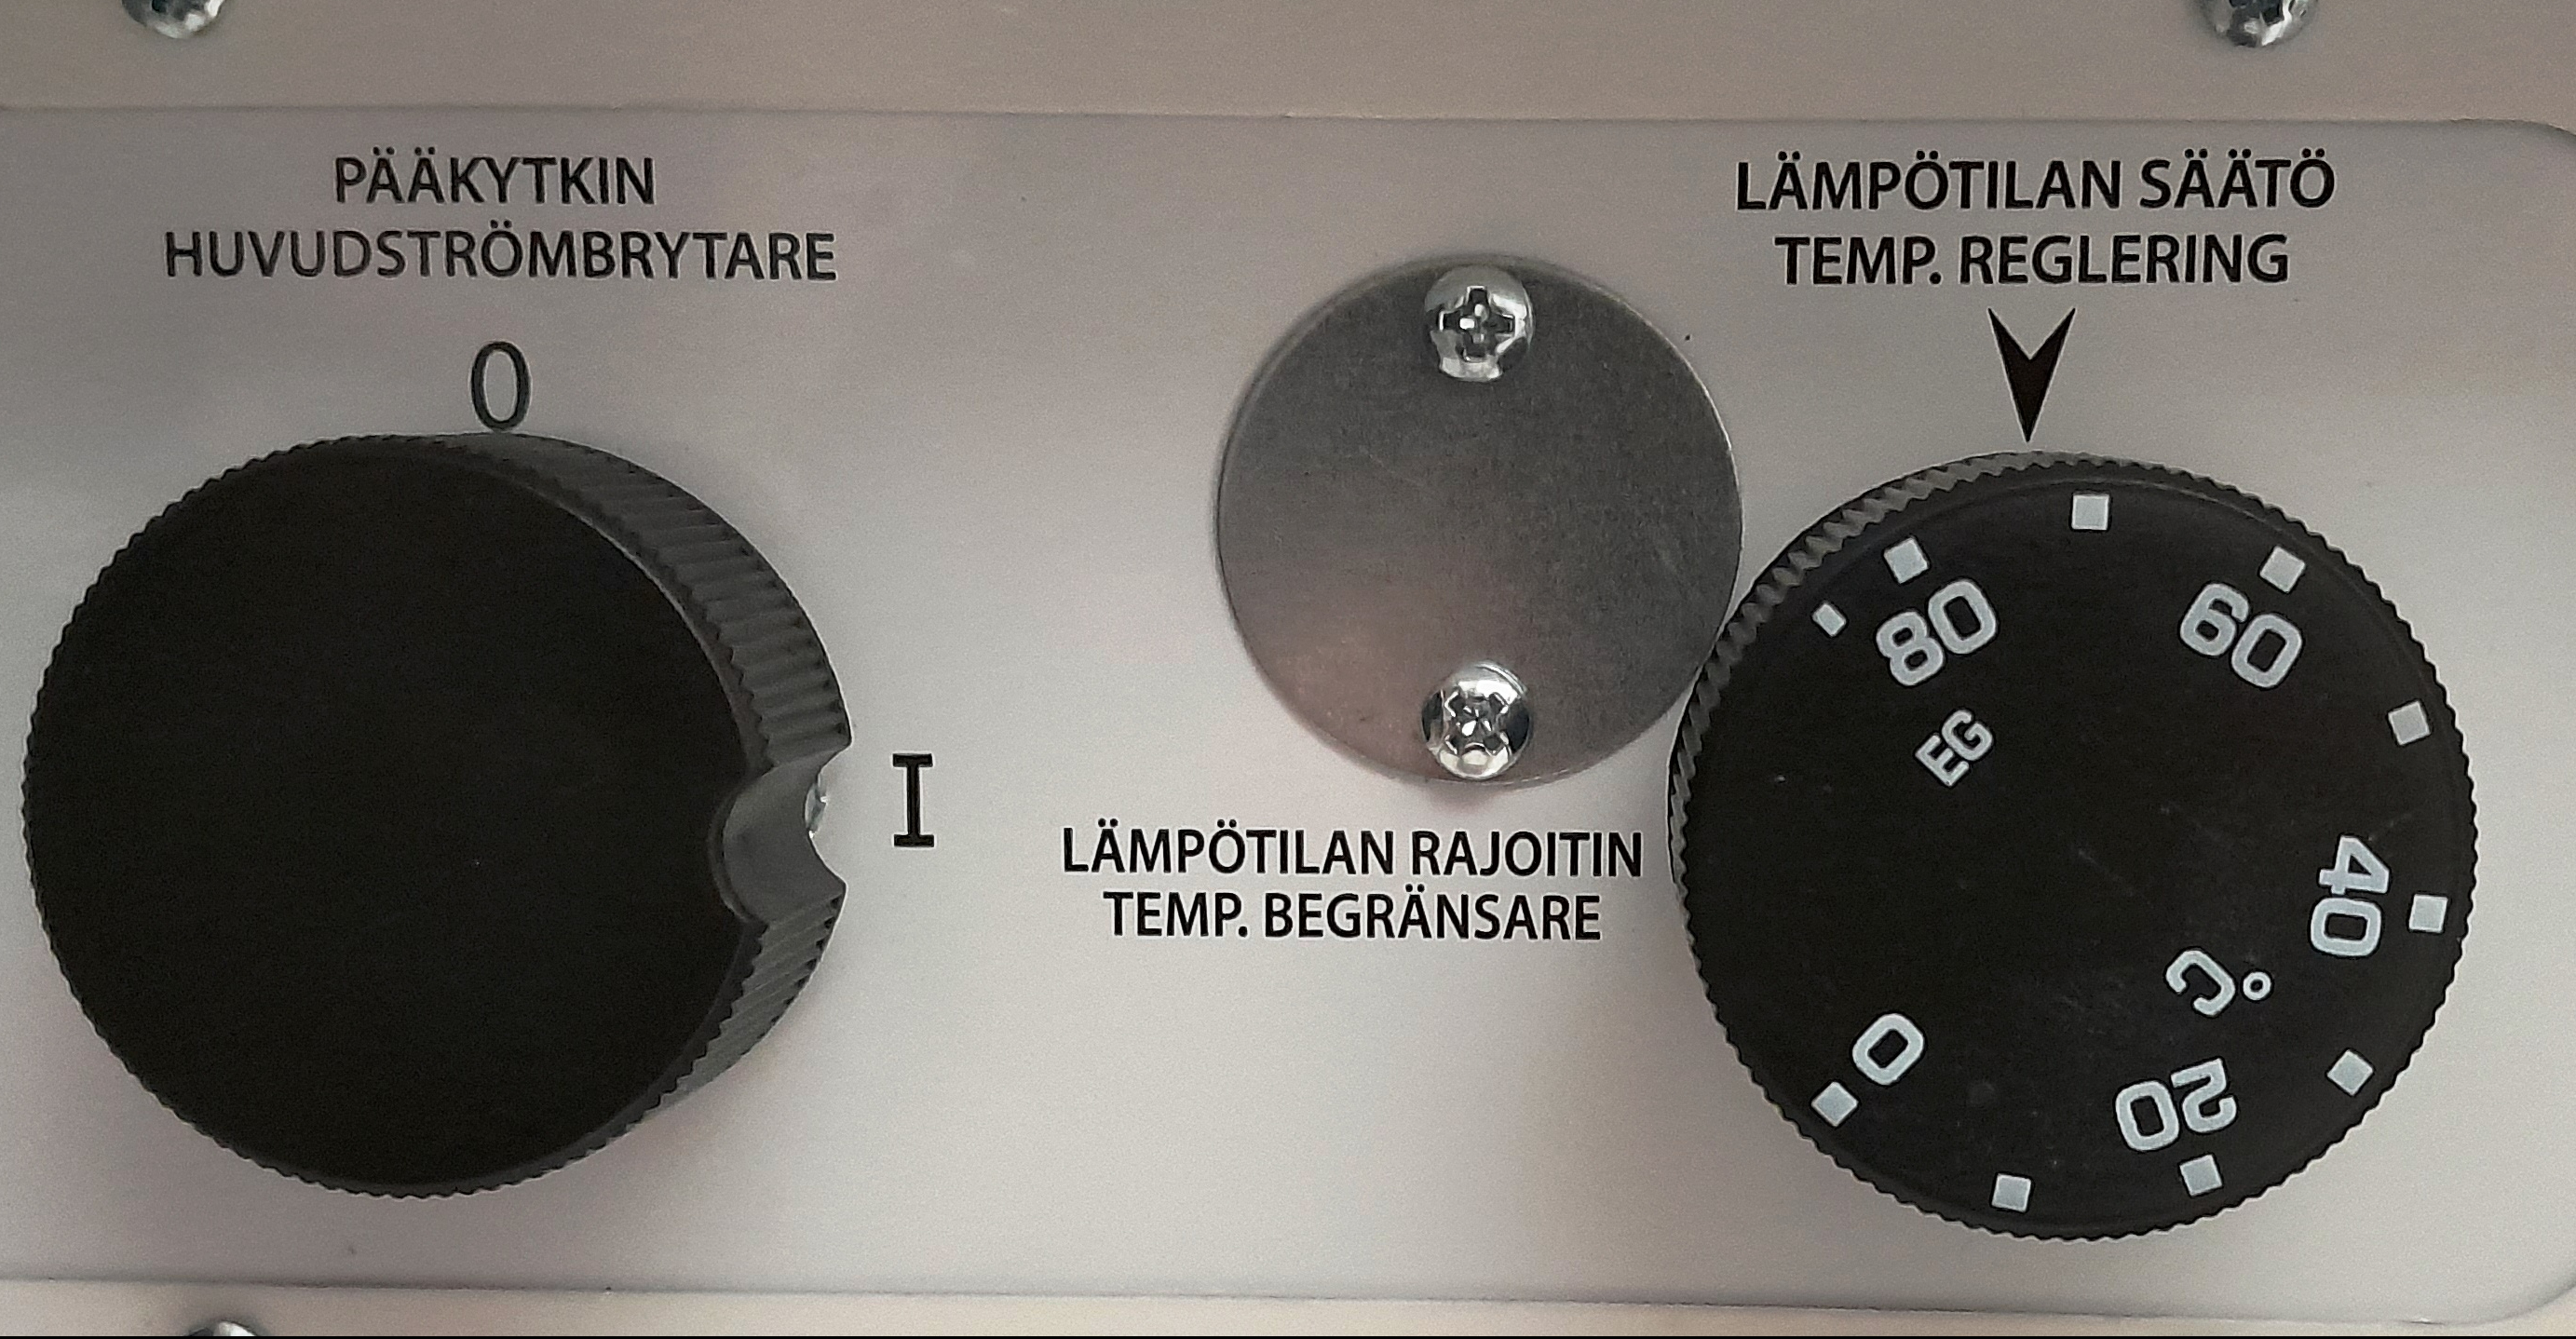 PÄÄKYTKIN
HUVUDSTRÖMBRYTARE
0
I
LÄMPÖTILAN RAJOITIN
TEMP. BEGRÄNSARE
LÄMPÖTILAN SÄÄTÖ
TEMP. REGLERING
80
60
EG
40
°C
20
0